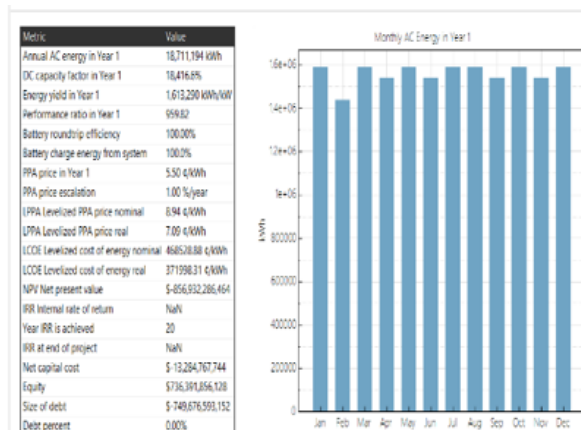 Metric Value
Annual AC energy in Year 1 18,711,194 kWh
DC capacity factor in Year 1 18,416.6%
Energy yield in Year 1 1,613,290 kWh/kW
Performance ratio in Year 1 959.82
Battery roundtrip efficiency 100.00%
Battery charge energy from system 100.0%
PPA price in Year 1 5.50 ¢/kWh
PPA price escalation 1.00 %/year
LPPA Levelized PPA price nominal 8.94 ¢/kWh
LPPA Levelized PPA price real 7.09 ¢/kWh
LCOE Levelized cost of energy nominal 468528.88 ¢/kWh
LCOE Levelized cost of energy real 371998.31 ¢/kWh
NPV Net present value $-856,932,286,464
IRR Internal rate of return NaN
Year IRR is achieved 20
IRR at end of project NaN
Net capital cost $-13,284,767,744
Equity $736,391,856,128
Size of debt $-749,676,593,152
Debt percent 0.00%
Monthly AC Energy in Year 1
kWh
1.6e+06
1.4e+06
1.2e+06
1e+06
800000
600000
400000
200000
0
Jan Feb Mar Apr May Jun Jul Aug Sep Oct Nov Dec